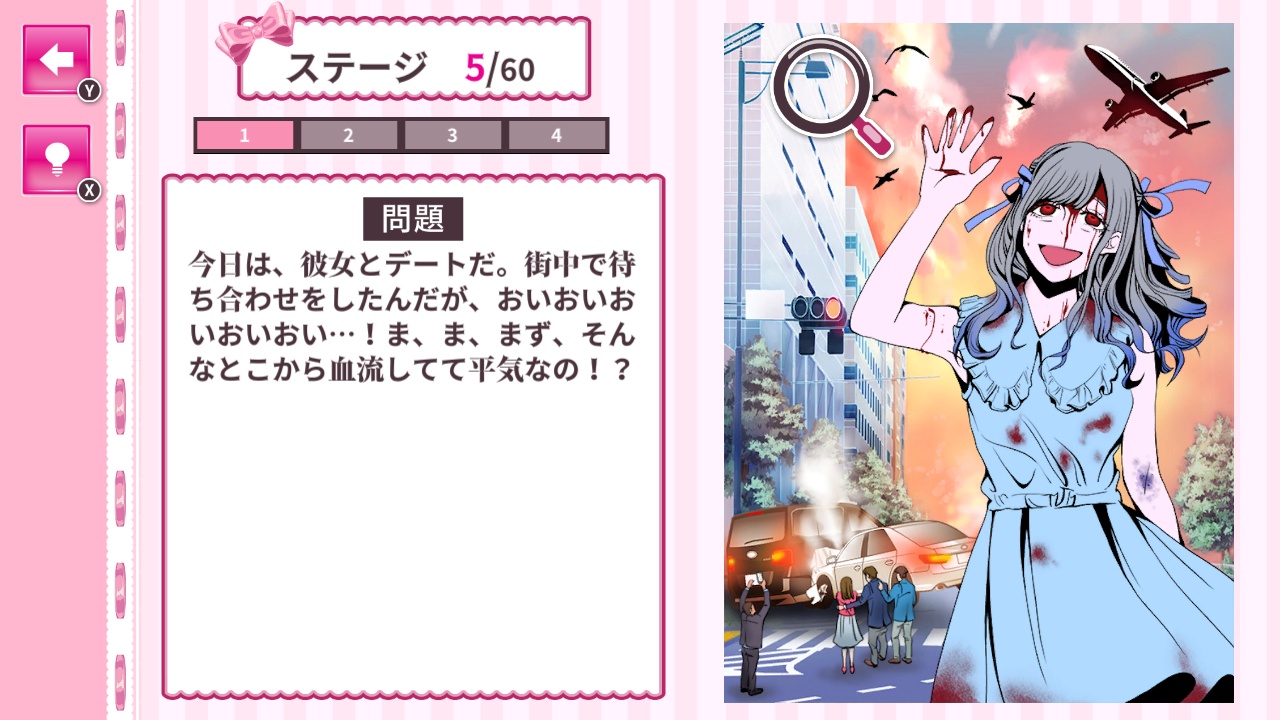 Y
X
ステージ 5/60
1 2 3 4
問題
今日は、彼女とデートだ。街中で待
ち合わせをしたんだが、おいおいお
いおいおい…！ま、ま、まず、そん
なとこから血流してて平気なの！？